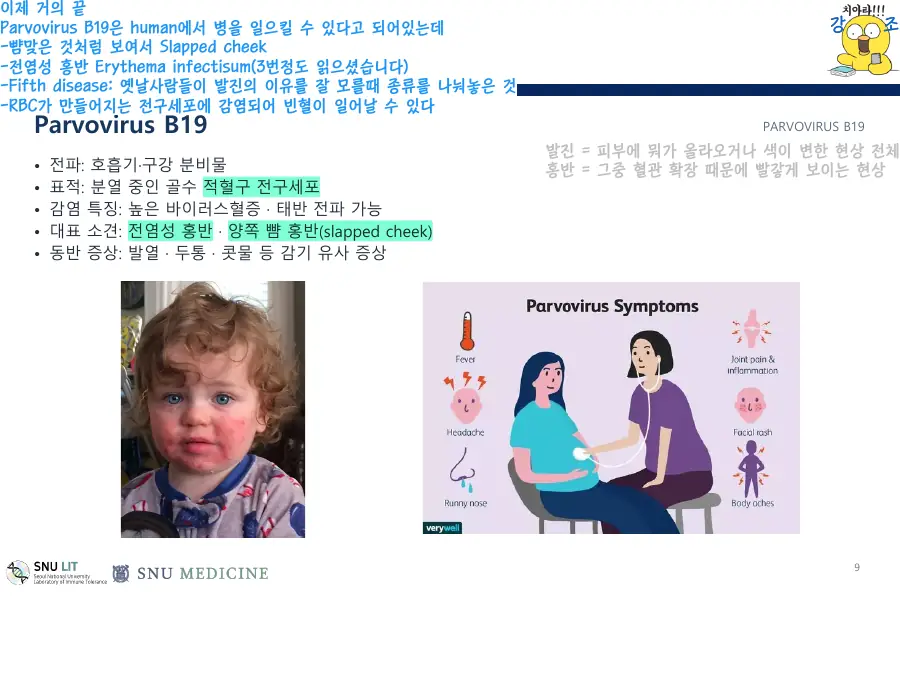 이제 거의 끝
Parvovirus B19은 human에서 병을 일으킬 수 있다고 되어있는데
-뺨맞은 것처럼 보여서 Slapped cheek
-전염성 홍반 Erythema infectisum(3번정도 읽으셨습니다)
-Fifth disease: 옛날사람들이 발진의 이유를 잘 모를때 종류를 나눠놓은 것
-RBC가 만들어지는 전구세포에 감염되어 빈혈이 일어날 수 있다
치아라!!!
강 조
Parvovirus B19
PARVOVIRUS B19
발진 = 피부에 뭐가 올라오거나 색이 변한 현상 전체
홍반 = 그중 혈관 확장 때문에 빨갛게 보이는 현상
• 전파: 호흡기·구강 분비물
• 표적: 분열 중인 골수 적혈구 전구세포
• 감염 특징: 높은 바이러스혈증 · 태반 전파 가능
• 대표 소견: 전염성 홍반 · 양쪽 뺨 홍반(slapped cheek)
• 동반 증상: 발열 · 두통 · 콧물 등 감기 유사 증상
Parvovirus Symptoms
Fever
Headache
Runny nose
Joint pain &
inflammation
Facial rash
Body aches
verywell
SNU LIT
Seoul National University
Laboratory of Immune Tolerance
SNU MEDICINE
9